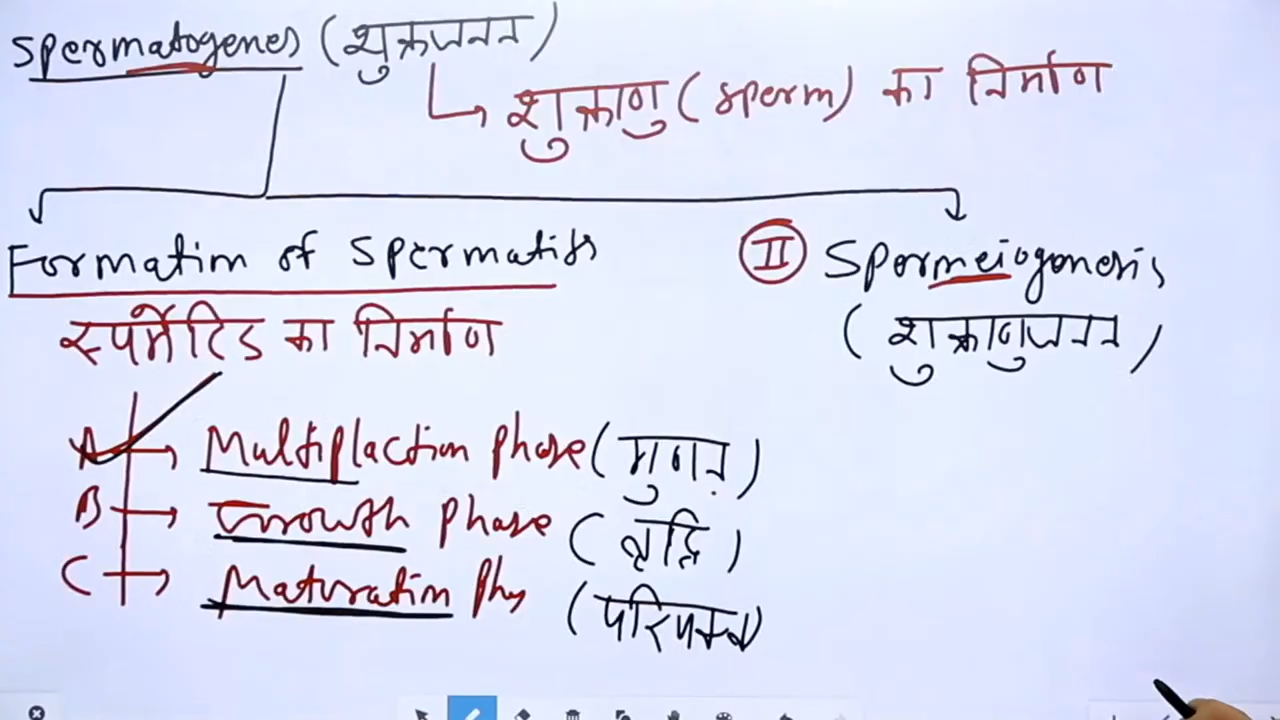 Spermatogenes (शुक्रजनन)
शुक्राणु (sperm) का निर्माण
Formation of Spermatids
स्पर्मेटिड का निर्माण
II Spermeiogenesis
(शुक्राणुजनन)
A → Multiplaction phase (गुणन)
B → Growth phase (वृद्धि)
C → Maturation Phy (परिपक्व)